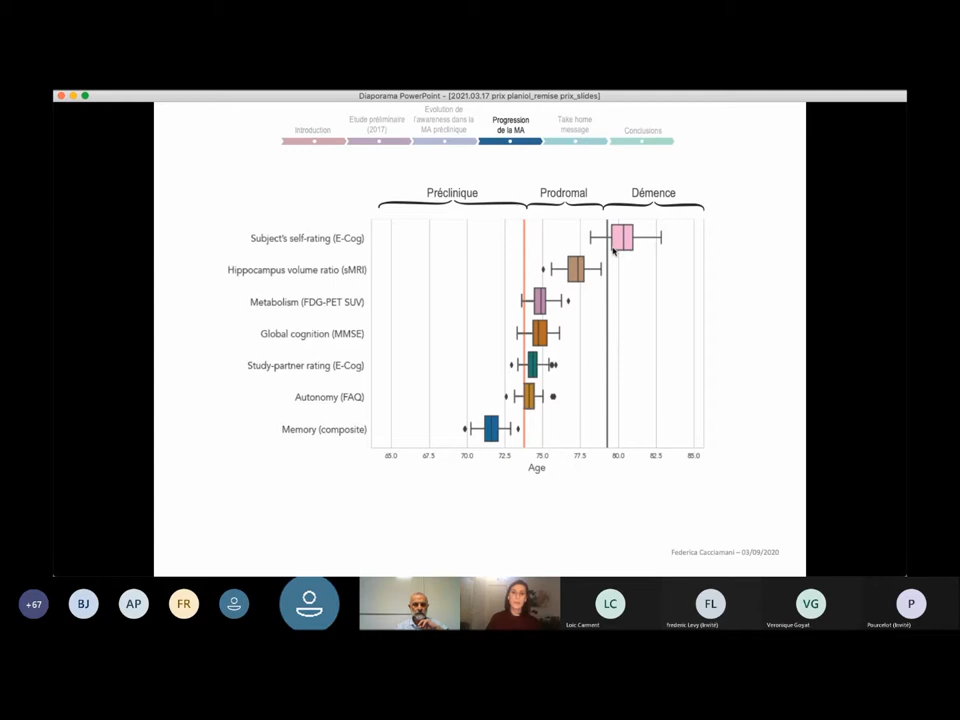 Diaporama PowerPoint - [2021.03.17 prix planiol_remise prix_slides]
Introduction
Etude préliminaire
(2017)
Evolution de
l'awareness dans la
MA préclinique
Progression
de la MA
Take home
message
Conclusions
Préclinique
Prodromal
Démence
Subject's self-rating (E-Cog)
Hippocampus volume ratio (sMRI)
Metabolism (FDG-PET SUV)
Global cognition (MMSE)
Study-partner rating (E-Cog)
Autonomy (FAQ)
Memory (composite)
65.0 67.5 70.0 72.5 75.0 77.5 80.0 82.5 85.0
Age
Federica Cacciamani – 03/09/2020
+67
BJ
AP
FR
LC
FL
VG
P
Loic Carment
frederic Levy (Invité)
Veronique Goyat
Pourcelot (Invité)